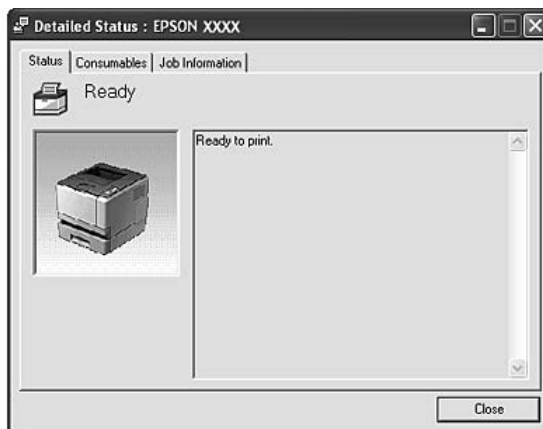 Detailed Status : EPSON XXXX
Status Consumables Job Information
Ready
Ready to print.
Close